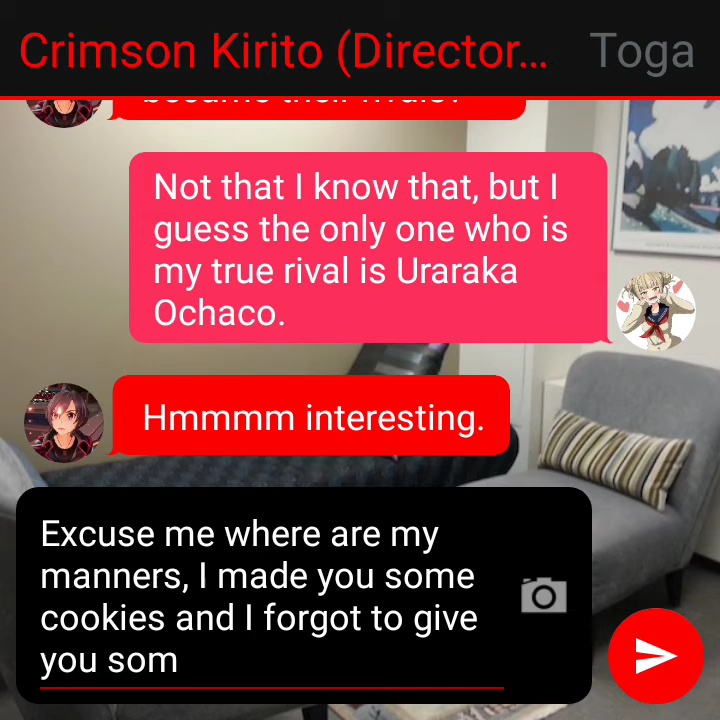 Crimson Kirito (Director... Toga
Not that I know that, but I
guess the only one who is
my true rival is Uraraka
Ochaco.
Hmmmm interesting.
Excuse me where are my
manners, I made you some
cookies and I forgot to give
you som